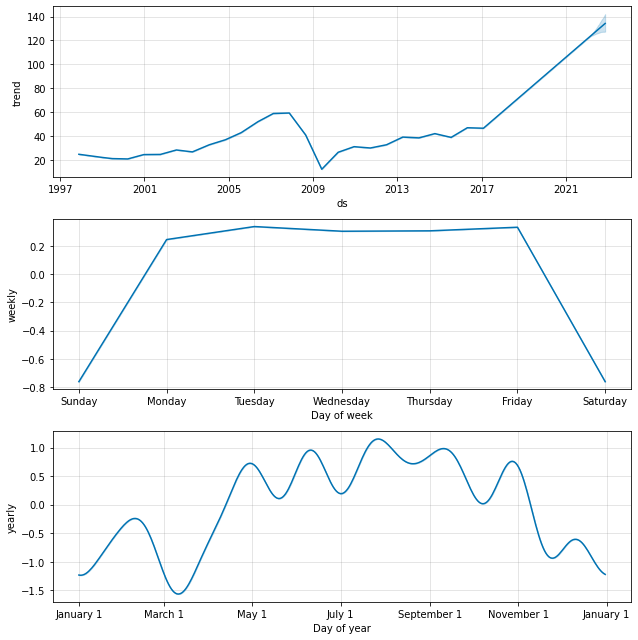 140
120
100
80
60
40
20
trend
1997 2001 2005 2009 2013 2017 2021
ds
0.2
0.0
−0.2
−0.4
−0.6
−0.8
weekly
Sunday Monday Tuesday Wednesday Thursday Friday Saturday
Day of week
1.0
0.5
0.0
−0.5
−1.0
−1.5
yearly
January 1 March 1 May 1 July 1 September 1 November 1 January 1
Day of year